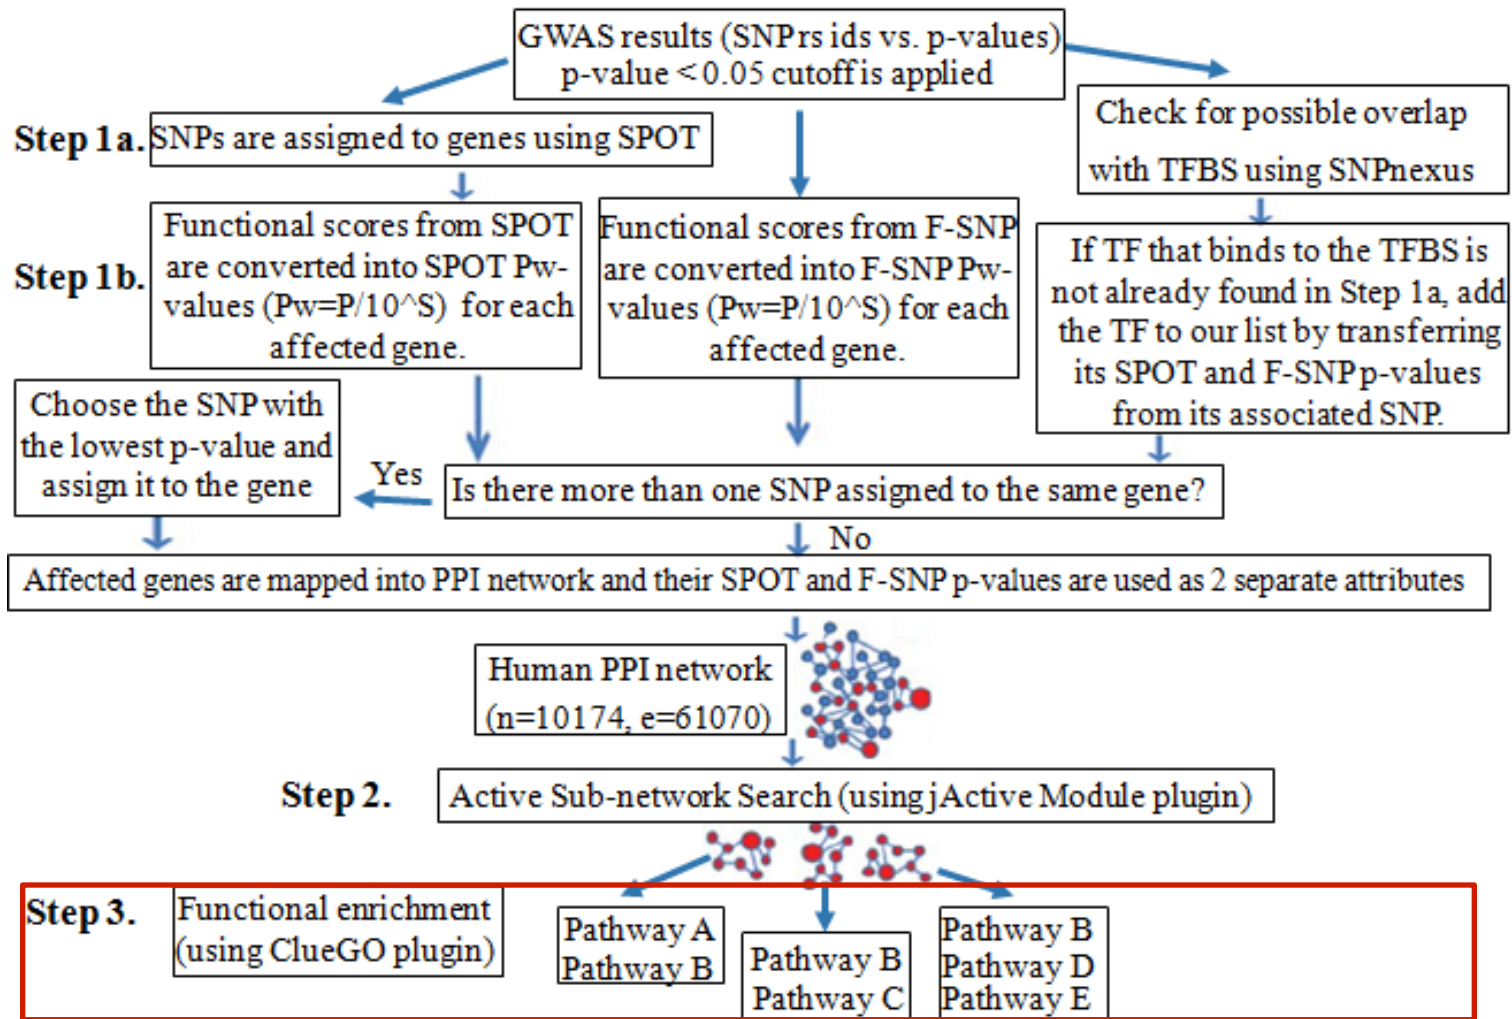 GWAS results (SNP rs ids vs. p-values)
p-value < 0.05 cutoff is applied
Step 1a.
SNPs are assigned to genes using SPOT
Check for possible overlap
with TFBS using SNPnexus
Step 1b.
Functional scores from SPOT
are converted into SPOT Pw-
values (Pw=P/10^S) for each
affected gene.
Functional scores from F-SNP
are converted into F-SNP Pw-
values (Pw=P/10^S) for each
affected gene.
If TF that binds to the TFBS is
not already found in Step 1a, add
the TF to our list by transferring
its SPOT and F-SNP p-values
from its associated SNP.
Choose the SNP with
the lowest p-value and
assign it to the gene
Yes
Is there more than one SNP assigned to the same gene?
No
Affected genes are mapped into PPI network and their SPOT and F-SNP p-values are used as 2 separate attributes
Human PPI network
(n=10174, e=61070)
Step 2.
Active Sub-network Search (using jActive Module plugin)
Step 3.
Functional enrichment
(using ClueGO plugin)
Pathway A
Pathway B
Pathway B
Pathway C
Pathway B
Pathway D
Pathway E